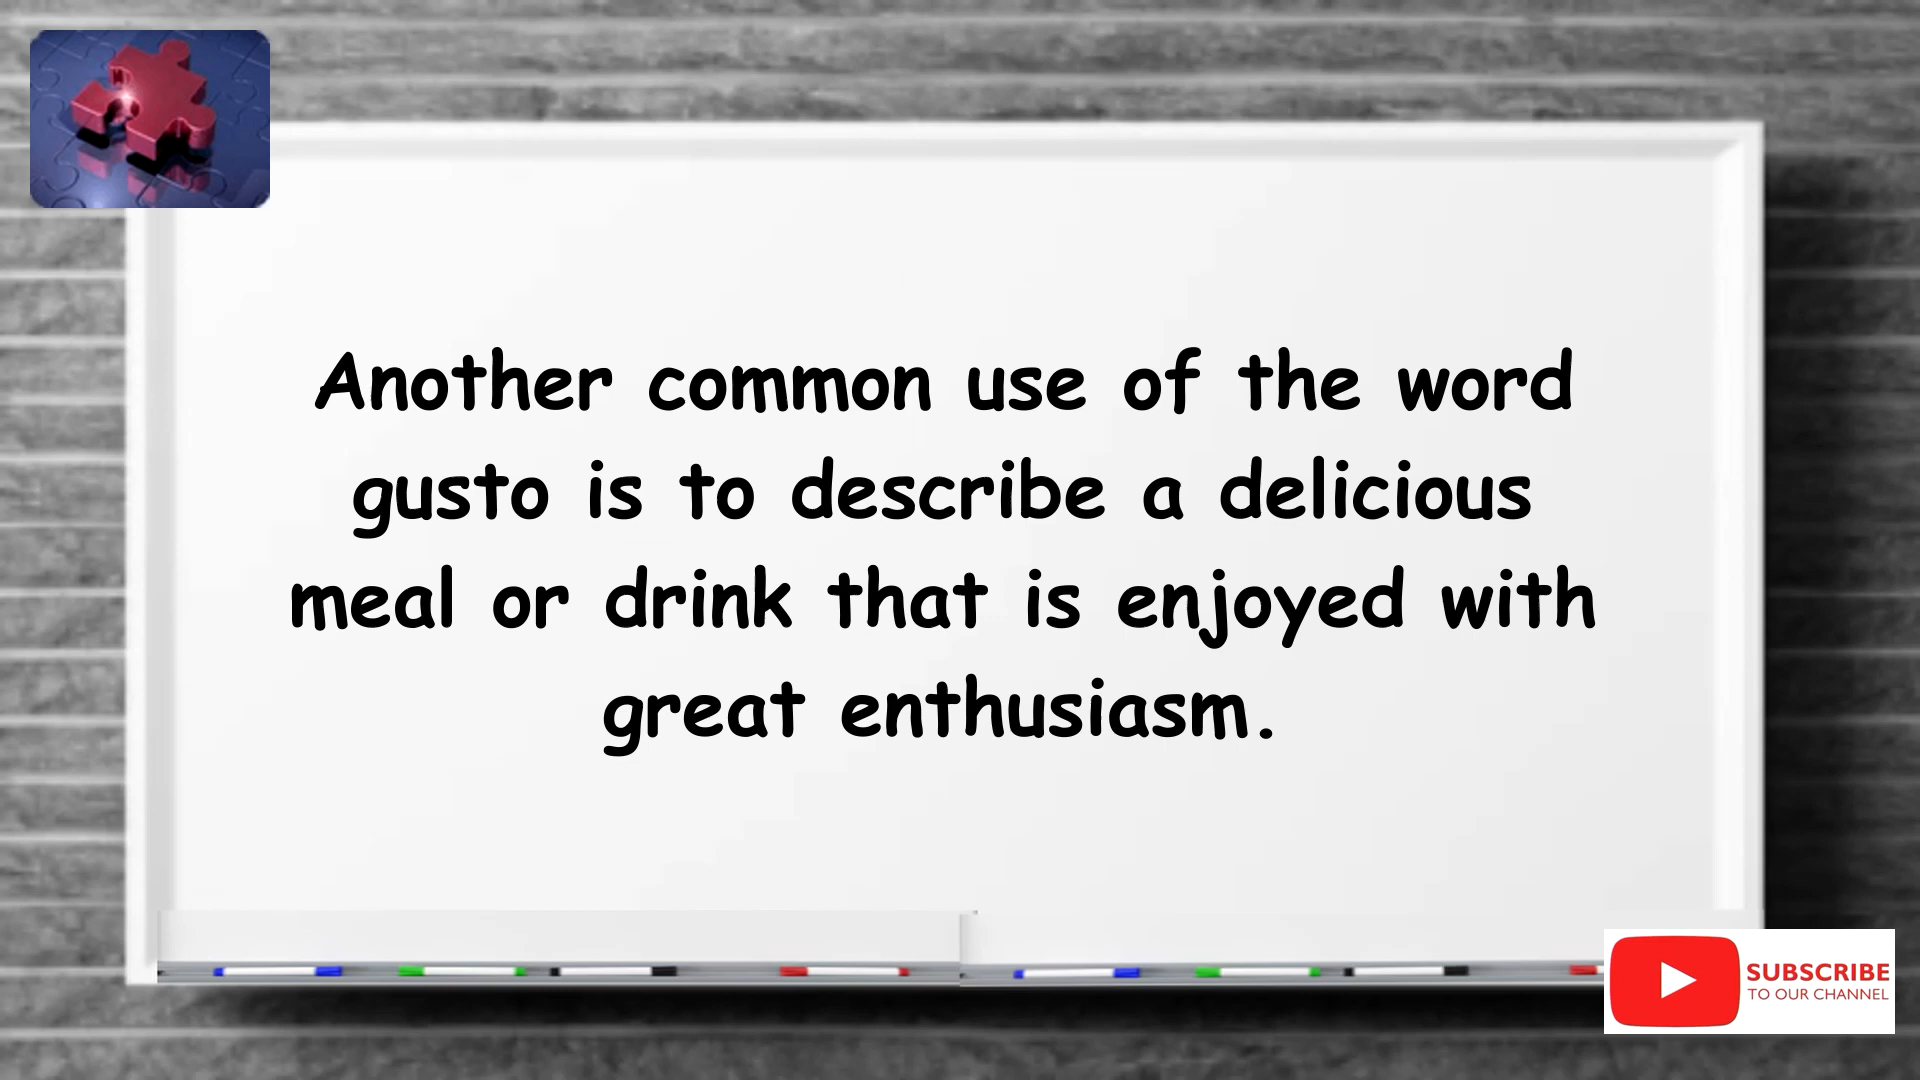 Another common use of the word
gusto is to describe a delicious
meal or drink that is enjoyed with
great enthusiasm.
SUBSCRIBE
TO OUR CHANNEL